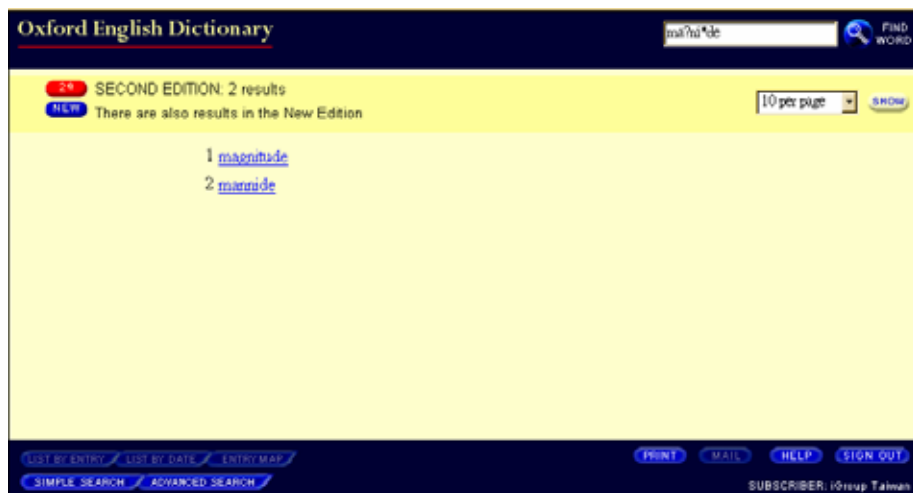 Oxford English Dictionary
ma?ni*de
FIND WORD
2e SECOND EDITION: 2 results
NEW There are also results in the New Edition
10 per page
SHOW
1 magnitude
2 mannide
LIST BY ENTRY LIST BY DATE ENTRY MAP
PRINT MAIL HELP SIGN OUT
SIMPLE SEARCH ADVANCED SEARCH
SUBSCRIBER: iGroup Taiwan